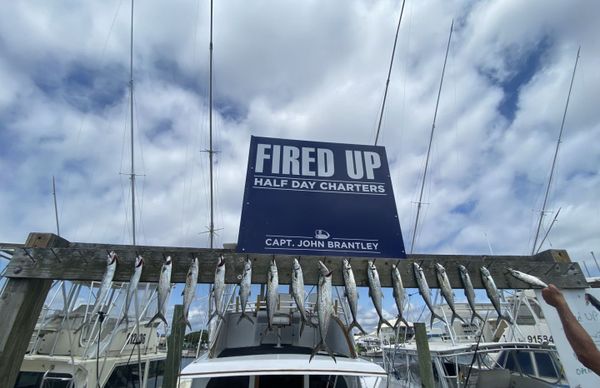 FIRED UP
HALF DAY CHARTERS
CAPT. JOHN BRANTLEY